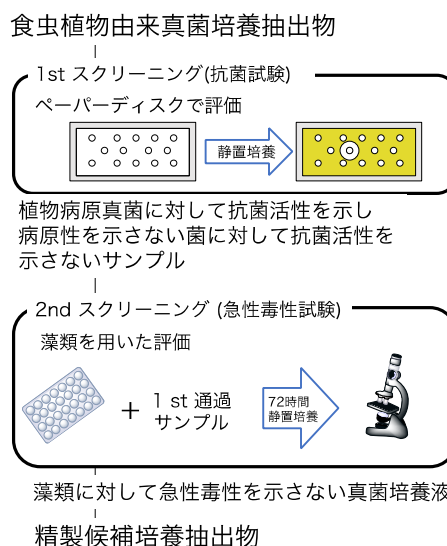 食虫植物由来真菌培養抽出物
1st スクリーニング(抗菌試験)
ペーパーディスクで評価
静置培養
植物病原真菌に対して抗菌活性を示し
病原性を示さない菌に対して抗菌活性を
示さないサンプル
2nd スクリーニング (急性毒性試験)
藻類を用いた評価
+
1 st 通過
サンプル
72時間
静置培養
藻類に対して急性毒性を示さない真菌培養液
精製候補培養抽出物